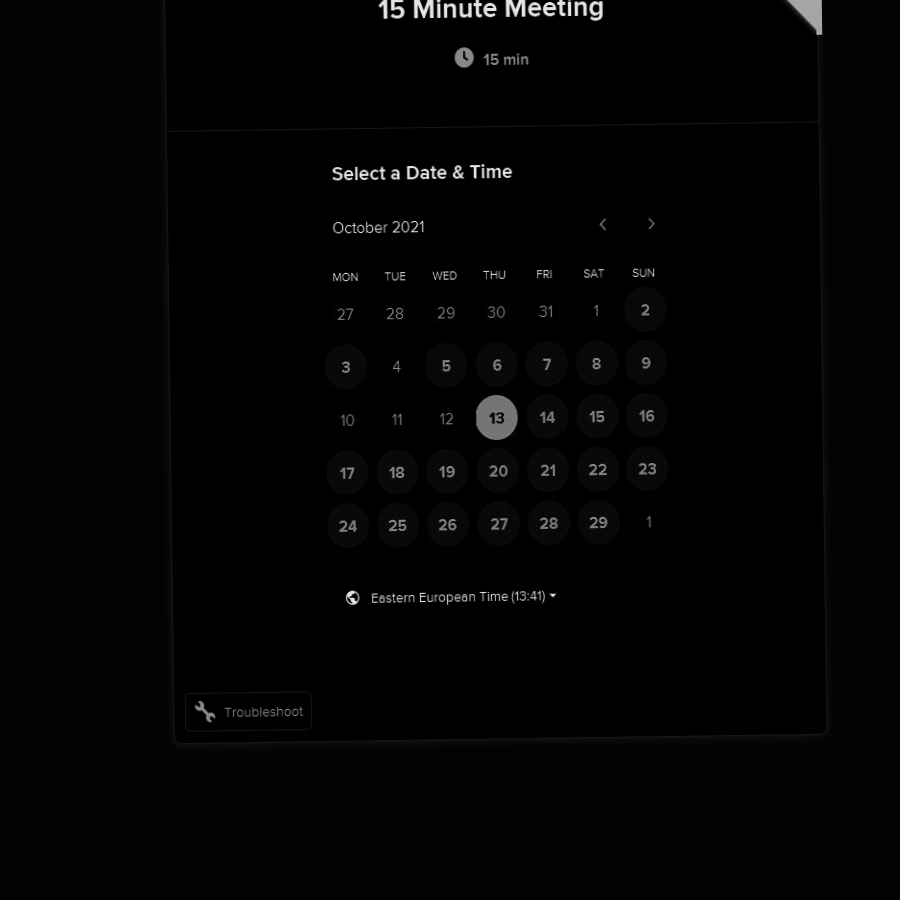 15 Minute Meeting
15 min
Select a Date & Time
October 2021
MON TUE WED THU FRI SAT SUN
27 28 29 30 31 1 2
3 4 5 6 7 8 9
10 11 12 13 14 15 16
17 18 19 20 21 22 23
24 25 26 27 28 29 1
Eastern European Time (13:41)
Troubleshoot